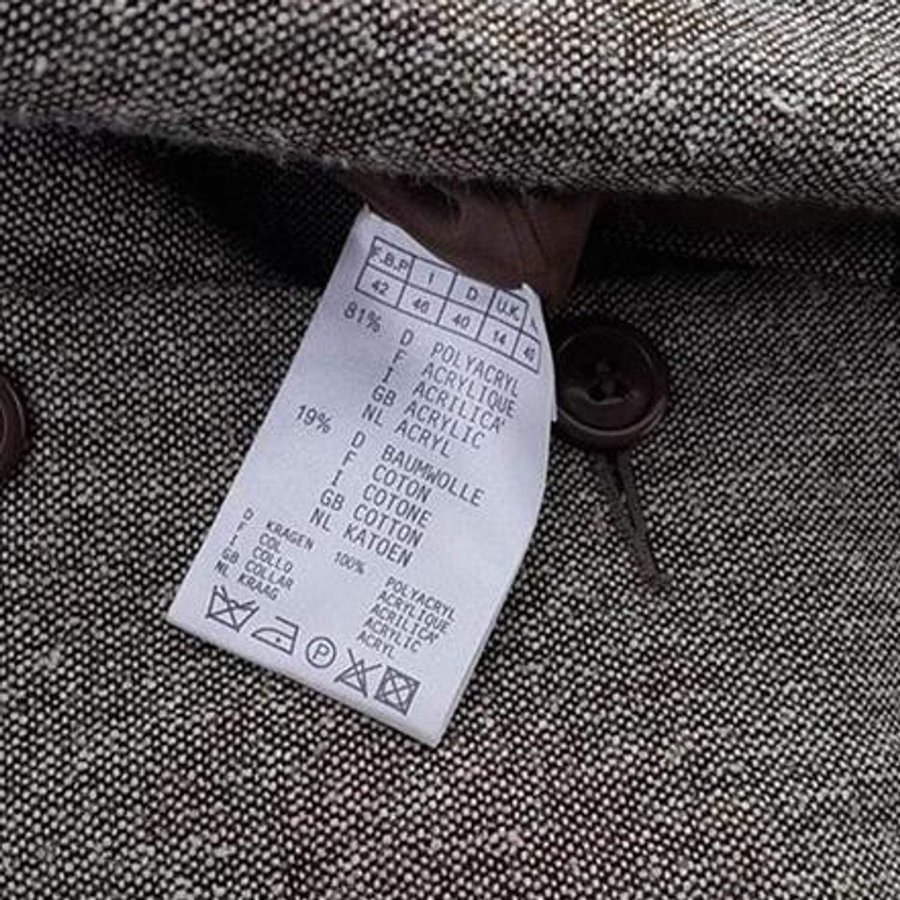 F.B.P I D U.K.
42 46 40 14 40
81% D POLYACRYL
F ACRYLIQUE
I ACRILICA'
GB ACRYLIC
NL ACRYL
19% D BAUMWOLLE
F COTON
I COTONE
GB COTTON
NL KATOEN
D KRAGEN 100% POLYACRYL
F COL ACRYLIQUE
I COLLO ACRILICA'
GB COLLAR ACRYLIC
NL KRAAG ACRYL
P